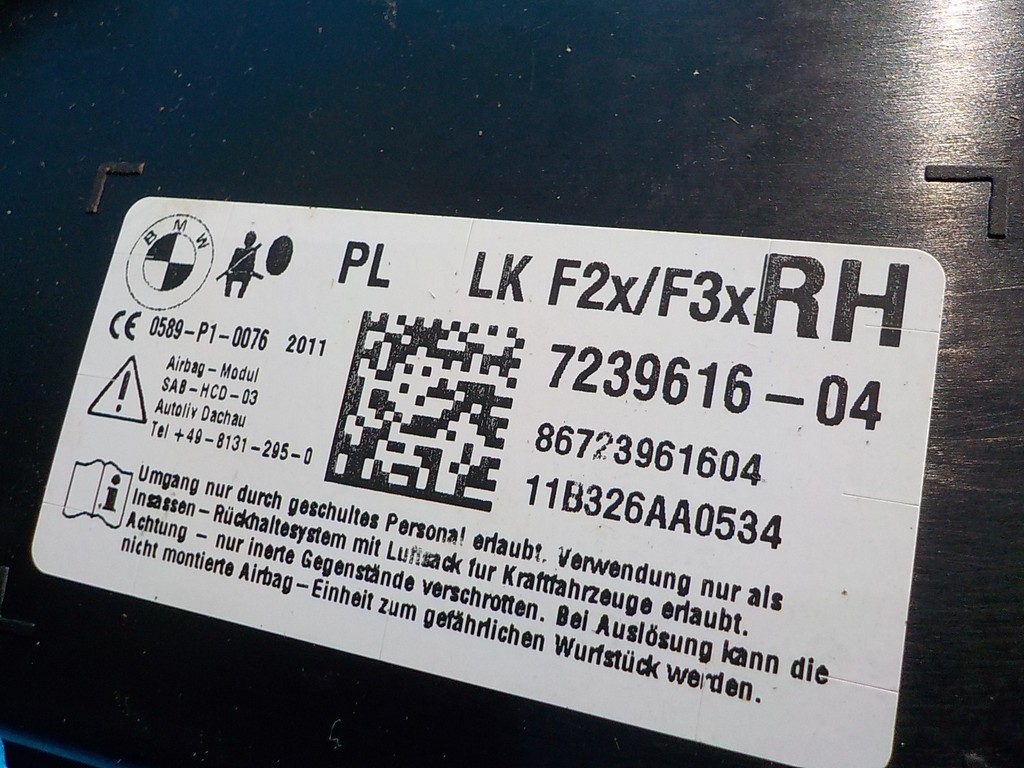 BMW
PL LK F2x/F3x RH
CE 0589-P1-0076 2011
Airbag-Modul
SAB-HCD-03
Autoliv Dachau
Tel +49-8131-295-0
7239616-04
86723961604
11B326AA0534
Umgang nur durch geschultes Personal erlaubt. Verwendung nur als
Insassen-Rückhaltesystem mit Luftsack für Kraftfahrzeuge erlaubt.
Achtung - nur inerte Gegenstände verschrotten. Bei Auslösung kann die
nicht montierte Airbag-Einheit zum gefährlichen Wurfstück werden.